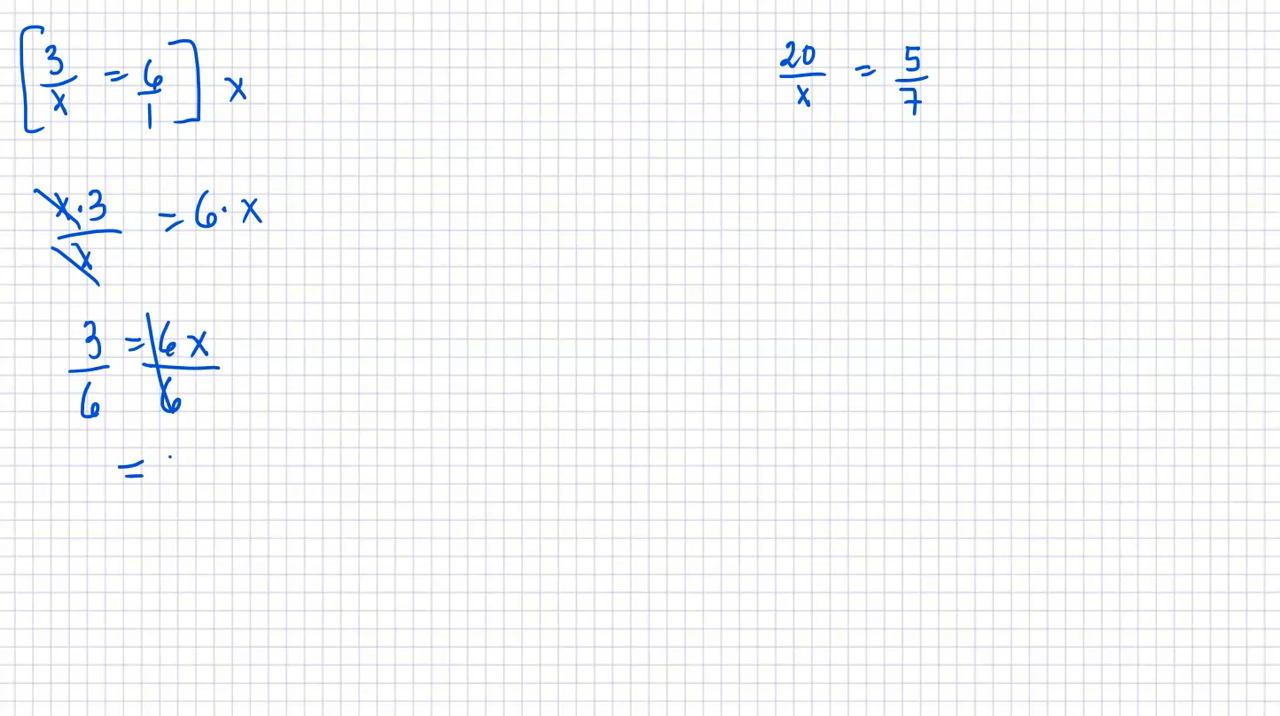 [3/x = 6/1] x
x·3/x = 6·x
3/6 = 6x/6
=
20/x = 5/7